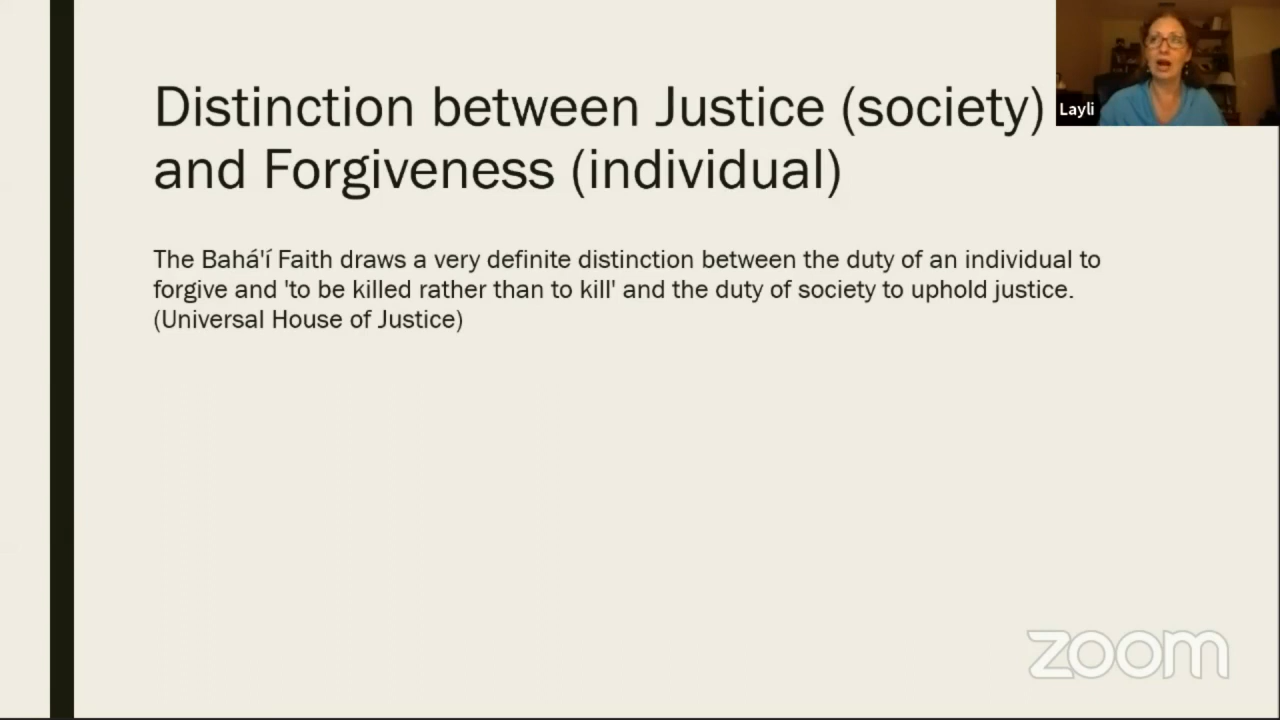 Distinction between Justice (society)
and Forgiveness (individual)
Layli
The Bahá'í Faith draws a very definite distinction between the duty of an individual to
forgive and 'to be killed rather than to kill' and the duty of society to uphold justice.
(Universal House of Justice)
zoom